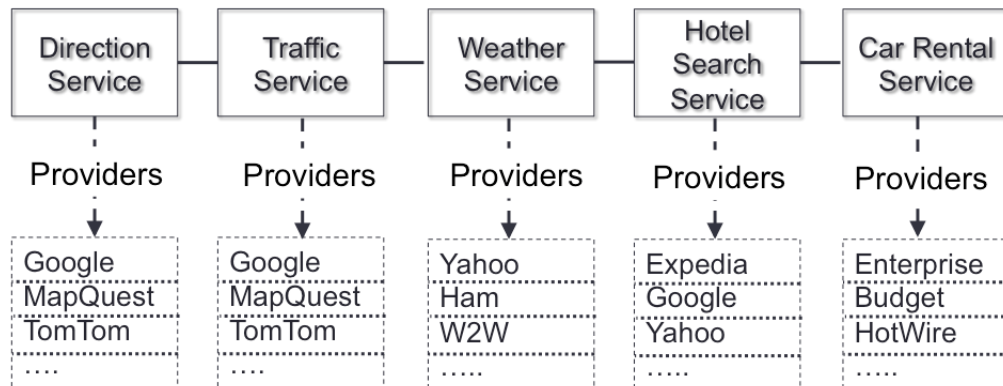 Direction
Service
Traffic
Service
Weather
Service
Hotel
Search
Service
Car Rental
Service
Providers
Providers
Providers
Providers
Providers
Google
MapQuest
TomTom
....
Google
MapQuest
TomTom
....
Yahoo
Ham
W2W
.....
Expedia
Google
Yahoo
.....
Enterprise
Budget
HotWire
.....